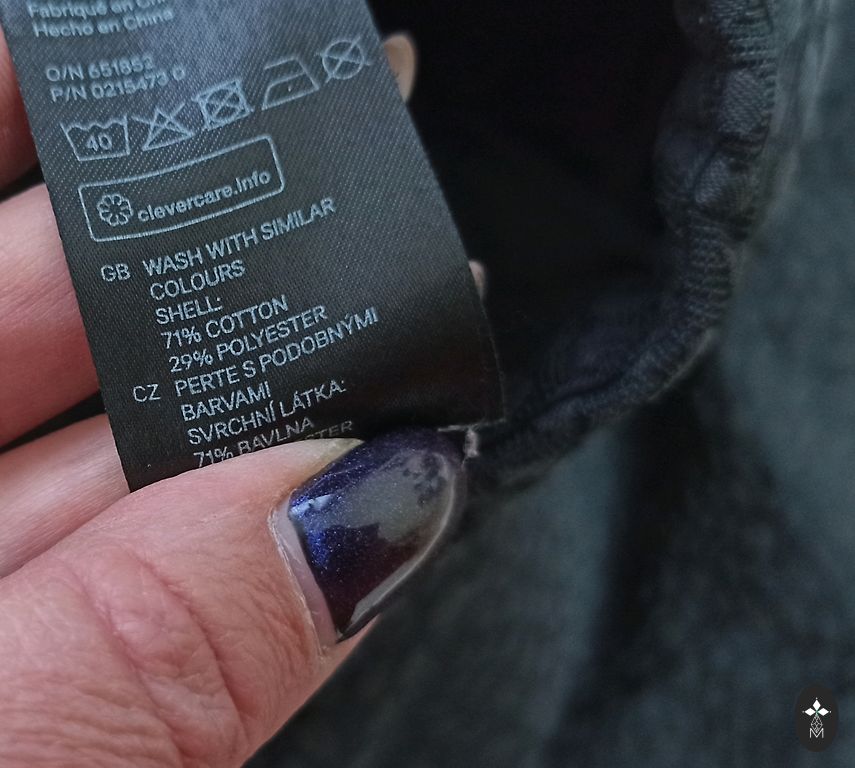 Fabriqué en
Hecho en China
O/N 651852
P/N 0215473 0
40
clevercare.info
GB WASH WITH SIMILAR
COLOURS
SHELL:
71% COTTON
29% POLYESTER
CZ PERTE S PODOBNÝMI
BARVAMI
SVRCHNÍ LÁTKA:
71% BAVLNA
M